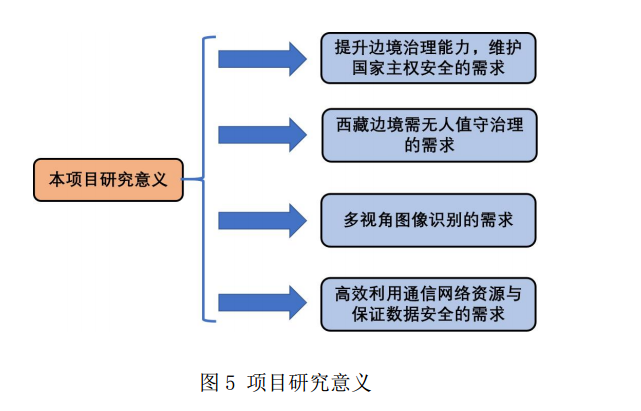 提升边境治理能力，维护
国家主权安全的需求
西藏边境需无人值守治理
的需求
本项目研究意义
多视角图像识别的需求
高效利用通信网络资源与
保证数据安全的需求
图 5 项目研究意义